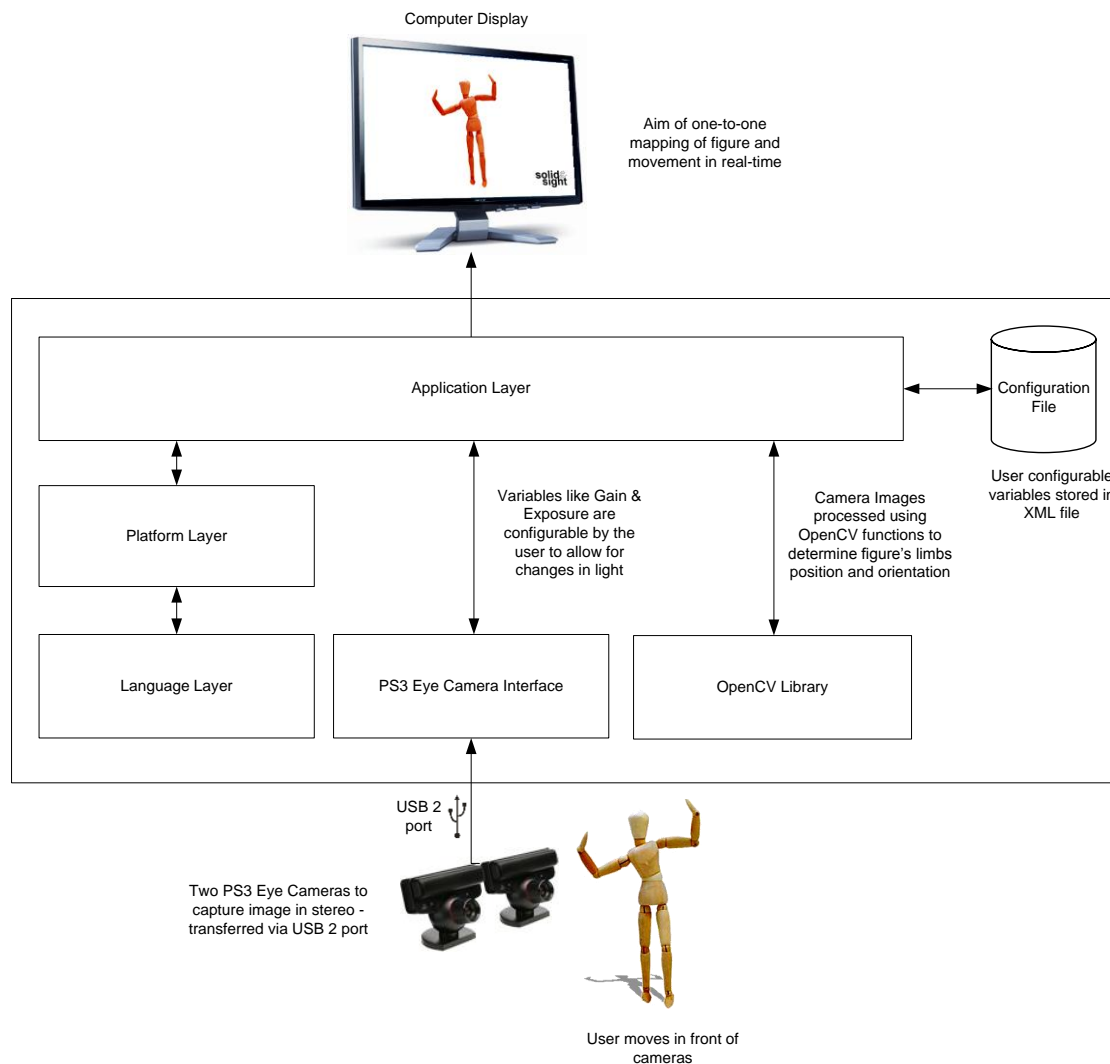 Computer Display
Aim of one-to-one
mapping of figure and
movement in real-time
solid&
sight
Application Layer
Configuration
File
User configurable
variables stored in
XML file
Platform Layer
Variables like Gain &
Exposure are
configurable by the
user to allow for
changes in light
Camera Images
processed using
OpenCV functions to
determine figure's limbs
position and orientation
Language Layer
PS3 Eye Camera Interface
OpenCV Library
USB 2
port
Two PS3 Eye Cameras to
capture image in stereo -
transferred via USB 2 port
User moves in front of
cameras